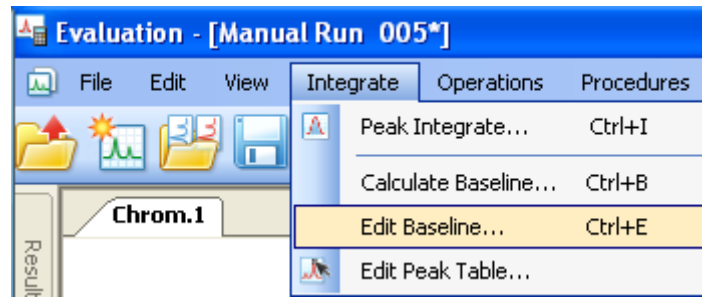 Evaluation - [Manual Run 005*]
File Edit View Integrate Operations Procedures
Peak Integrate... Ctrl+I
Calculate Baseline... Ctrl+B
Chrom.1
Edit Baseline... Ctrl+E
Edit Peak Table...